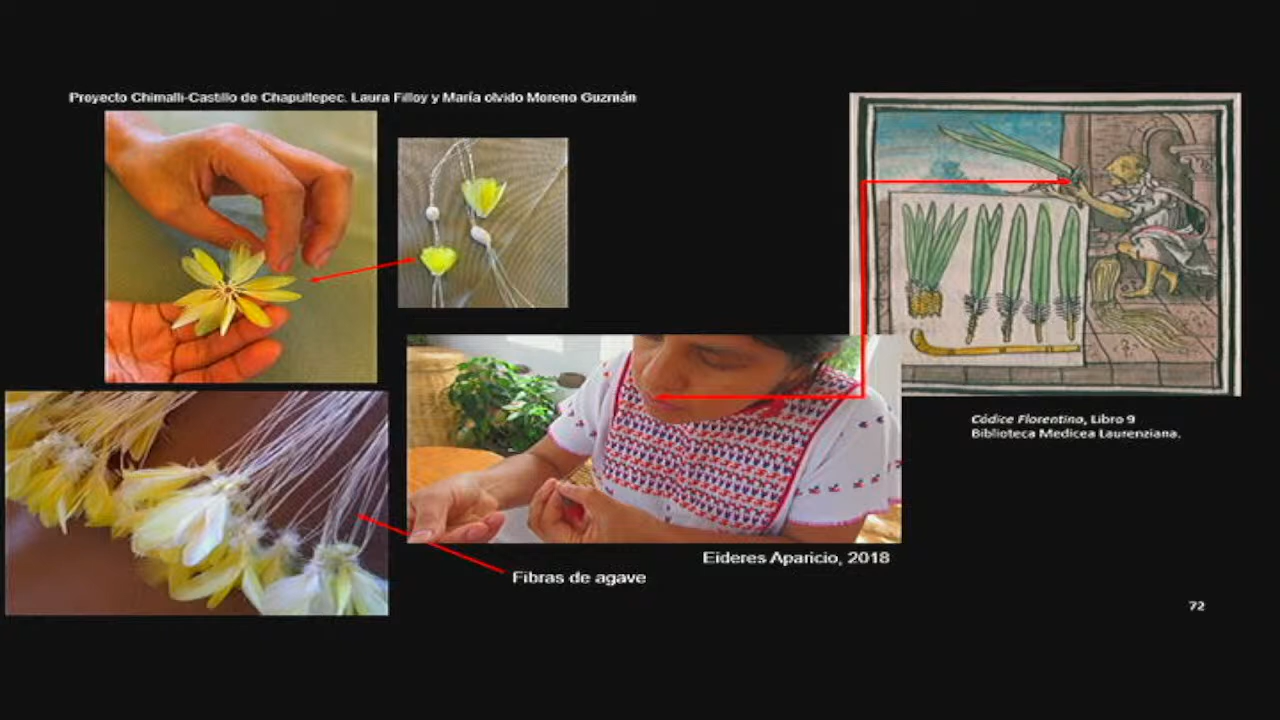 Proyecto Chimalli-Castillo de Chapultepec. Laura Filloy y María olvido Moreno Guzmán
Códice Florentino, Libro 9
Biblioteca Medicea Laurenziana.
Eideres Aparicio, 2018
Fibras de agave
72